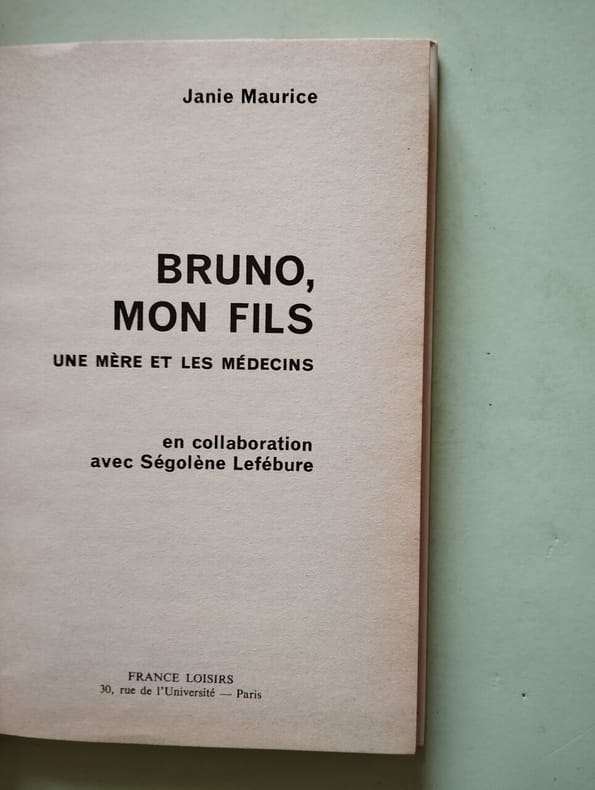 Janie Maurice
BRUNO,
MON FILS
UNE MÈRE ET LES MÉDECINS
en collaboration
avec Ségolène Lefébure
FRANCE LOISIRS
30, rue de l'Université — Paris